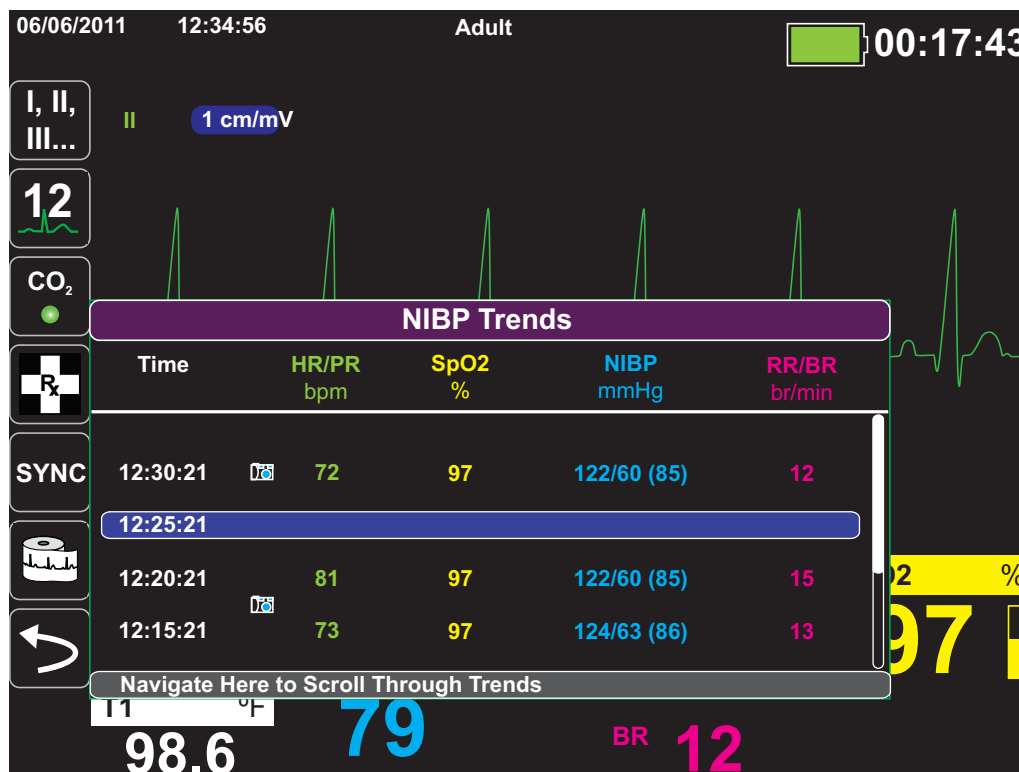 06/06/2011 12:34:56 Adult 00:17:43
I, II,
III...
II 1 cm/mV
12
CO2
NIBP Trends
Time HR/PR SpO2 NIBP RR/BR
bpm % mmHg br/min
Rx
SYNC
12:30:21 72 97 122/60 (85) 12
12:25:21
12:20:21 81 97 122/60 (85) 15
12:15:21 73 97 124/63 (86) 13
Navigate Here to Scroll Through Trends
2 %
97
T1 °F
98.6
79
BR 12